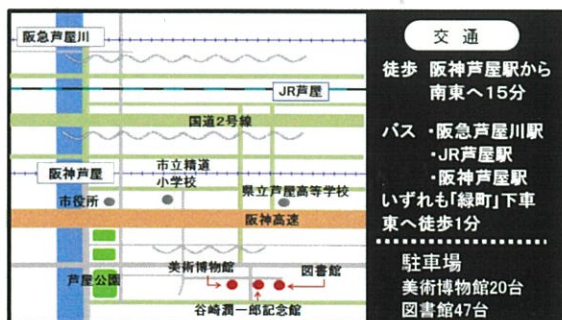 阪急芦屋川
JR芦屋
国道2号線
阪神芦屋
市立精道
小学校
市役所
県立芦屋高等学校
阪神高速
芦屋公園
美術博物館
図書館
谷崎潤一郎記念館
交 通
徒歩 阪神芦屋駅から
南東へ15分
バス ・阪急芦屋川駅
・JR芦屋駅
・阪神芦屋駅
いずれも「緑町」下車
東へ徒歩1分
駐車場
美術博物館20台
図書館47台